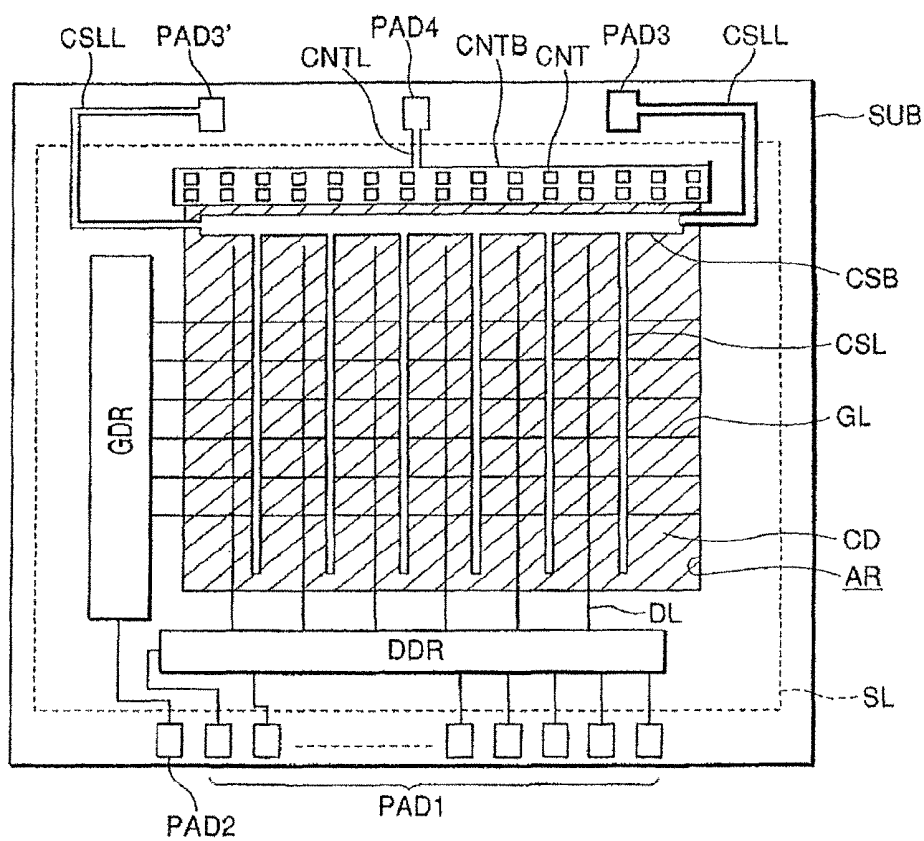 CSLL
PAD3'
PAD4
CNTL
CNTB
CNT
PAD3
CSLL
SUB
CSB
CSL
GL
GDR
CD
AR
DL
DDR
SL
PAD1
PAD2